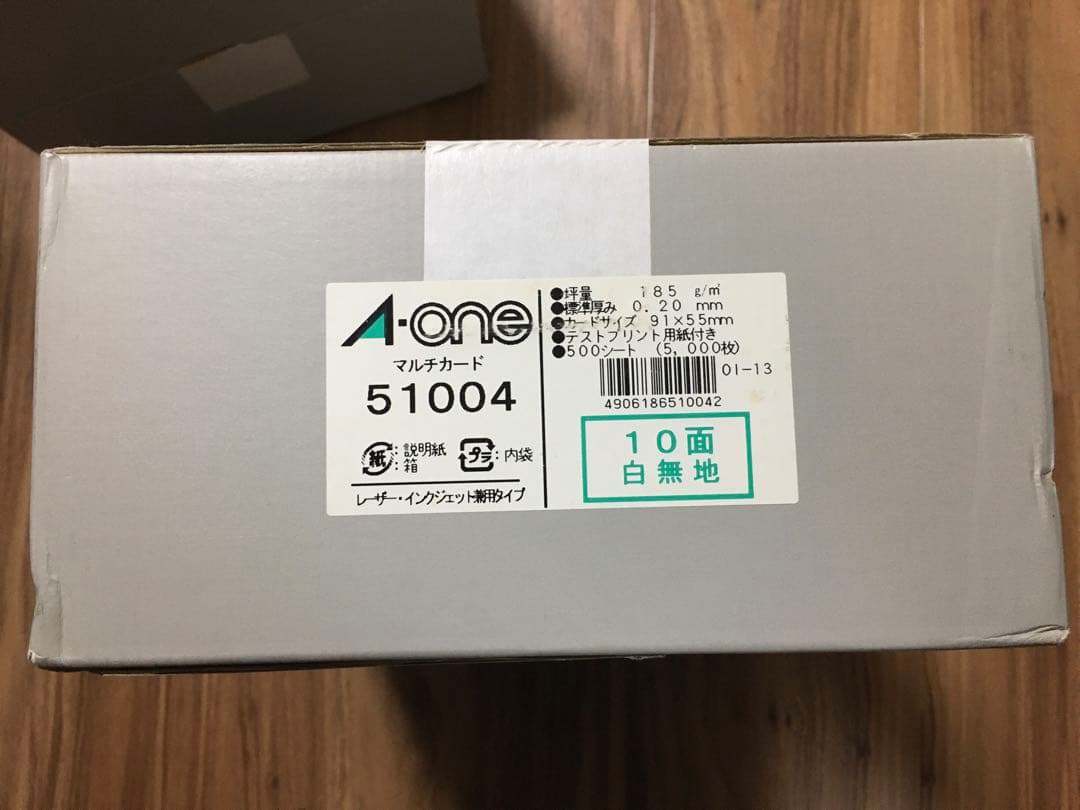 A-one
マルチカード
51004
紙:説明紙
箱
プラ:内袋
レーザー・インクジェット兼用タイプ
●坪量 185 g/㎡
●標準厚み 0.20 mm
●カードサイズ 91×55mm
●テストプリント用紙付き
●500シート (5,000枚)
01-13
4906186510042
10面
白無地